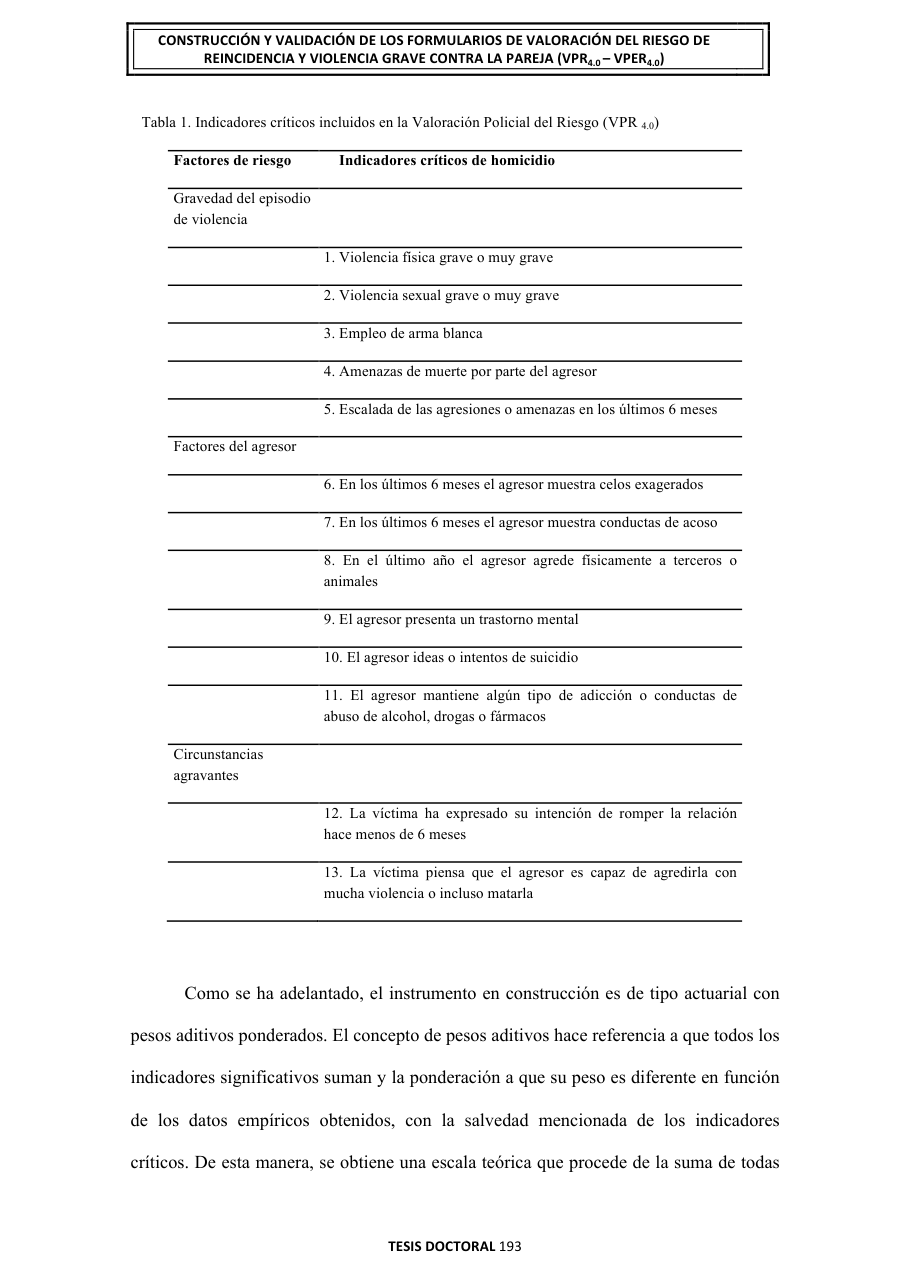 CONSTRUCCIÓN Y VALIDACIÓN DE LOS FORMULARIOS DE VALORACIÓN DEL RIESGO DE
REINCIDENCIA Y VIOLENCIA GRAVE CONTRA LA PAREJA (VPR4.0 – VPER4.0)
Tabla 1. Indicadores críticos incluidos en la Valoración Policial del Riesgo (VPR 4.0)
Factores de riesgo Indicadores críticos de homicidio
Gravedad del episodio
de violencia
1. Violencia física grave o muy grave
2. Violencia sexual grave o muy grave
3. Empleo de arma blanca
4. Amenazas de muerte por parte del agresor
5. Escalada de las agresiones o amenazas en los últimos 6 meses
Factores del agresor
6. En los últimos 6 meses el agresor muestra celos exagerados
7. En los últimos 6 meses el agresor muestra conductas de acoso
8. En el último año el agresor agrede físicamente a terceros o
animales
9. El agresor presenta un trastorno mental
10. El agresor ideas o intentos de suicidio
11. El agresor mantiene algún tipo de adicción o conductas de
abuso de alcohol, drogas o fármacos
Circunstancias
agravantes
12. La víctima ha expresado su intención de romper la relación
hace menos de 6 meses
13. La víctima piensa que el agresor es capaz de agredirla con
mucha violencia o incluso matarla
Como se ha adelantado, el instrumento en construcción es de tipo actuarial con
pesos aditivos ponderados. El concepto de pesos aditivos hace referencia a que todos los
indicadores significativos suman y la ponderación a que su peso es diferente en función
de los datos empíricos obtenidos, con la salvedad mencionada de los indicadores
críticos. De esta manera, se obtiene una escala teórica que procede de la suma de todas
TESIS DOCTORAL 193